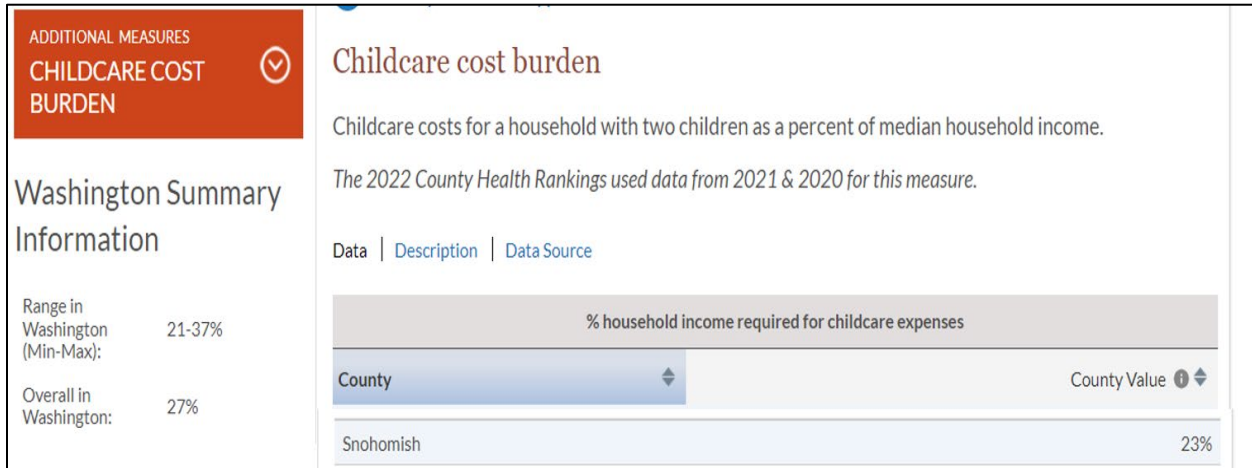 ADDITIONAL MEASURES
CHILDCARE COST
BURDEN
Washington Summary
Information
Range in
Washington
(Min-Max):
21-37%
Overall in
Washington:
27%
Childcare cost burden
Childcare costs for a household with two children as a percent of median household income.
The 2022 County Health Rankings used data from 2021 & 2020 for this measure.
Data | Description | Data Source
% household income required for childcare expenses
County County Value
Snohomish 23%